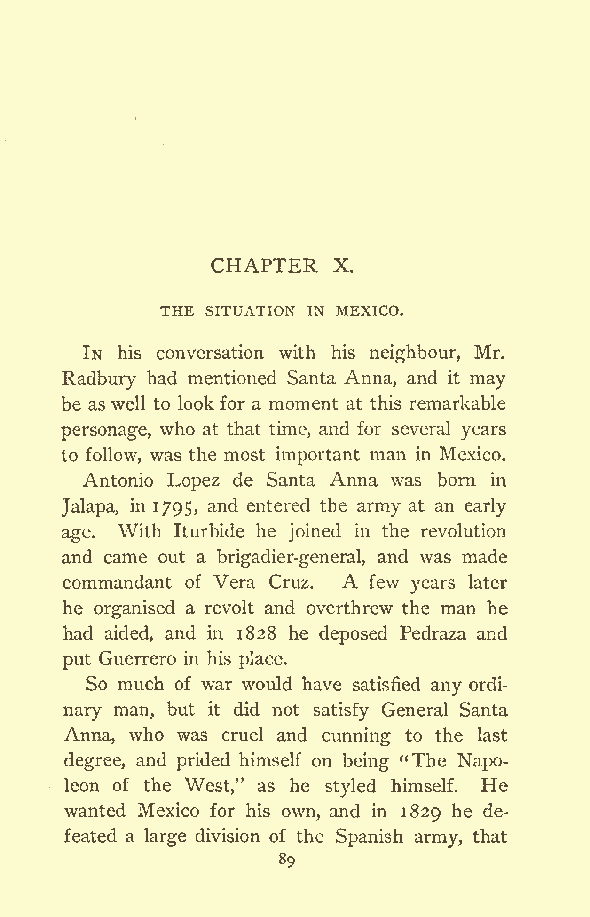 CHAPTER X.
THE SITUATION IN MEXICO.
In his conversation with his neighbour, Mr.
Radbury had mentioned Santa Anna, and it may
be as well to look for a moment at this remarkable
personage, who at that time, and for several years
to follow, was the most important man in Mexico.
Antonio Lopez de Santa Anna was born in
Jalapa, in 1795, and entered the army at an early
age. With Iturbide he joined in the revolution
and came out a brigadier-general, and was made
commandant of Vera Cruz. A few years later
he organised a revolt and overthrew the man he
had aided, and in 1828 he deposed Pedraza and
put Guerrero in his place.
So much of war would have satisfied any ordi-
nary man, but it did not satisfy General Santa
Anna, who was cruel and cunning to the last
degree, and prided himself on being "The Napo-
leon of the West," as he styled himself. He
wanted Mexico for his own, and in 1829 he de-
feated a large division of the Spanish army, that
89